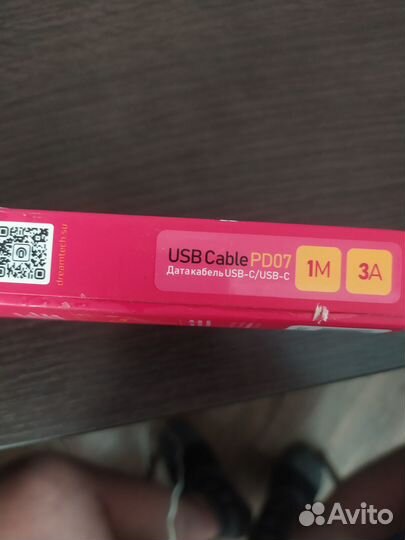 dreamtech.su
USB Cable PD07
Дата кабель USB-C/USB-C
1M
3A
Avito